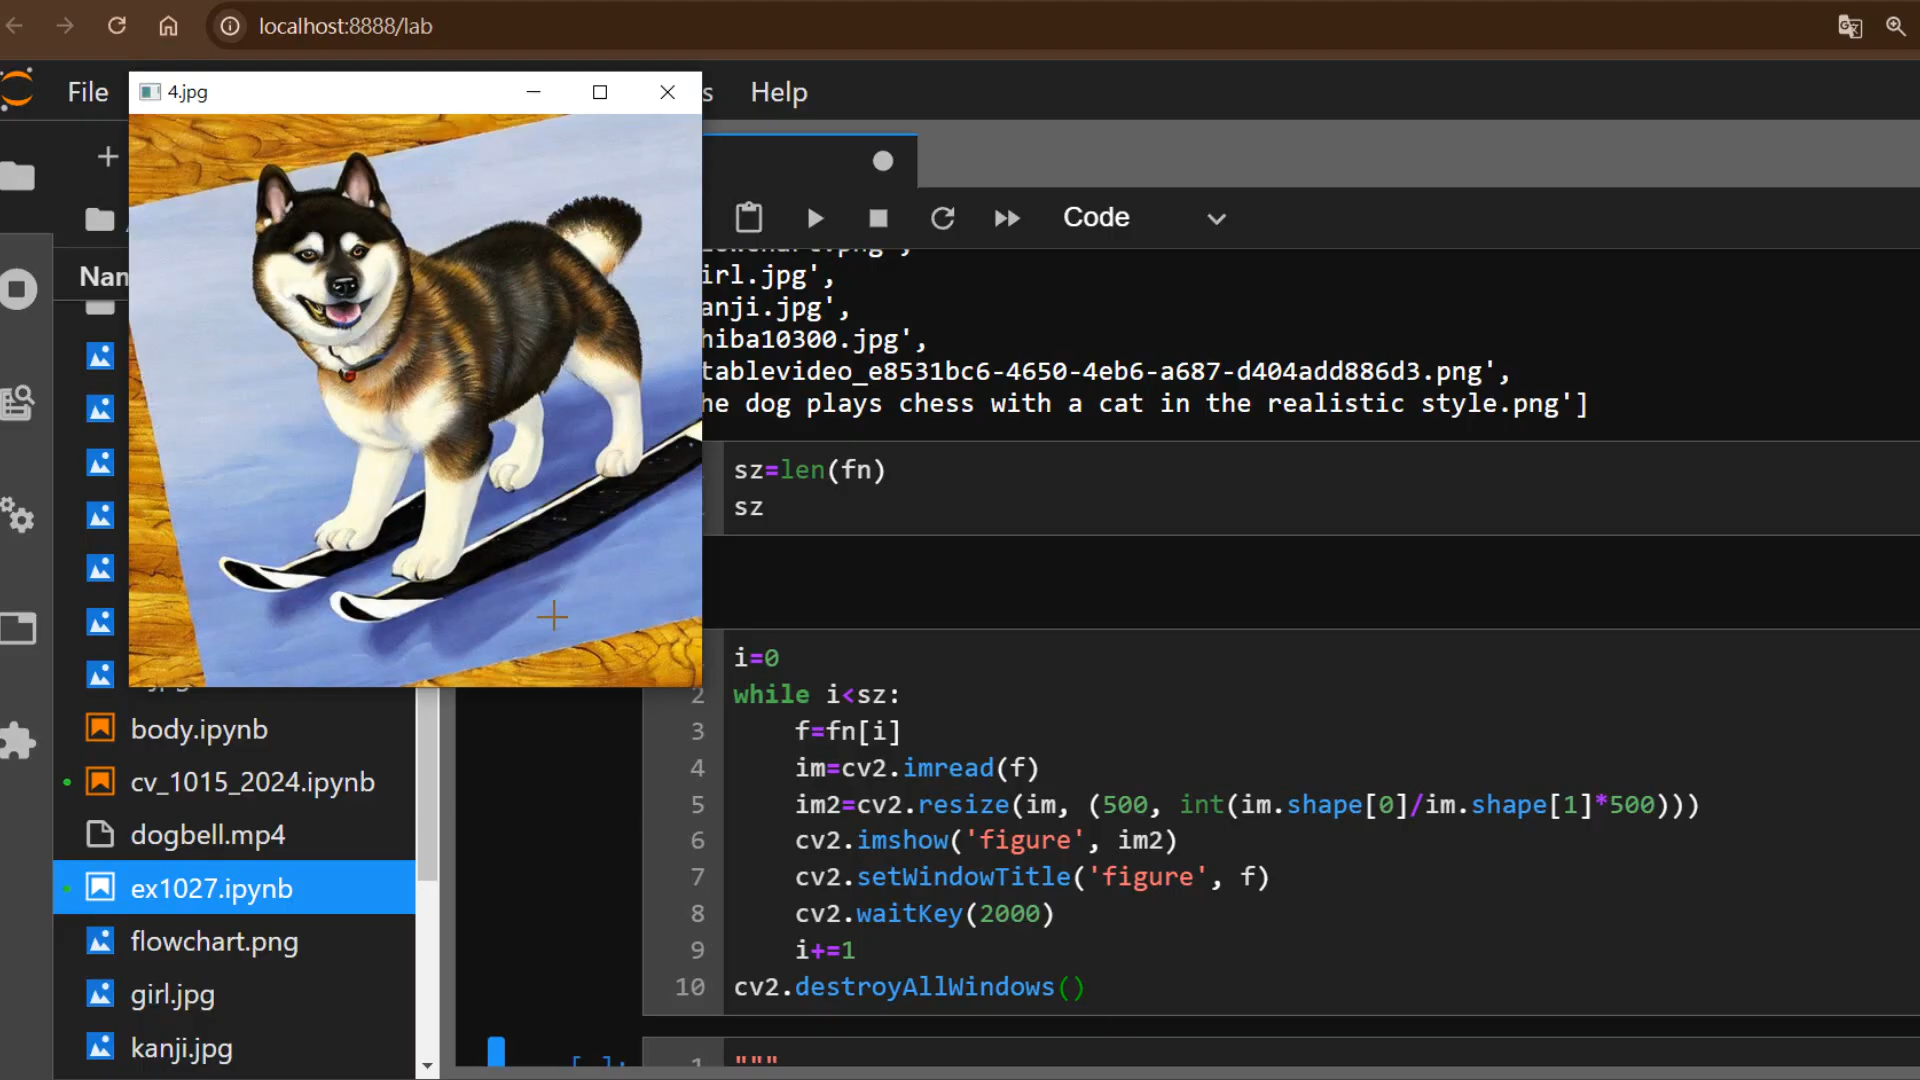 localhost:8888/lab
File
Help
4.jpg
Code
irl.jpg',
anji.jpg',
hiba10300.jpg',
tablevideo_e8531bc6-4650-4eb6-a687-d404add886d3.png',
he dog plays chess with a cat in the realistic style.png']
sz=len(fn)
sz
i=0
2 while i<sz:
3 f=fn[i]
4 im=cv2.imread(f)
5 im2=cv2.resize(im, (500, int(im.shape[0]/im.shape[1]*500)))
6 cv2.imshow('figure', im2)
7 cv2.setWindowTitle('figure', f)
8 cv2.waitKey(2000)
9 i+=1
10 cv2.destroyAllWindows()
1 """
Nam
body.ipynb
cv_1015_2024.ipynb
dogbell.mp4
ex1027.ipynb
flowchart.png
girl.jpg
kanji.jpg